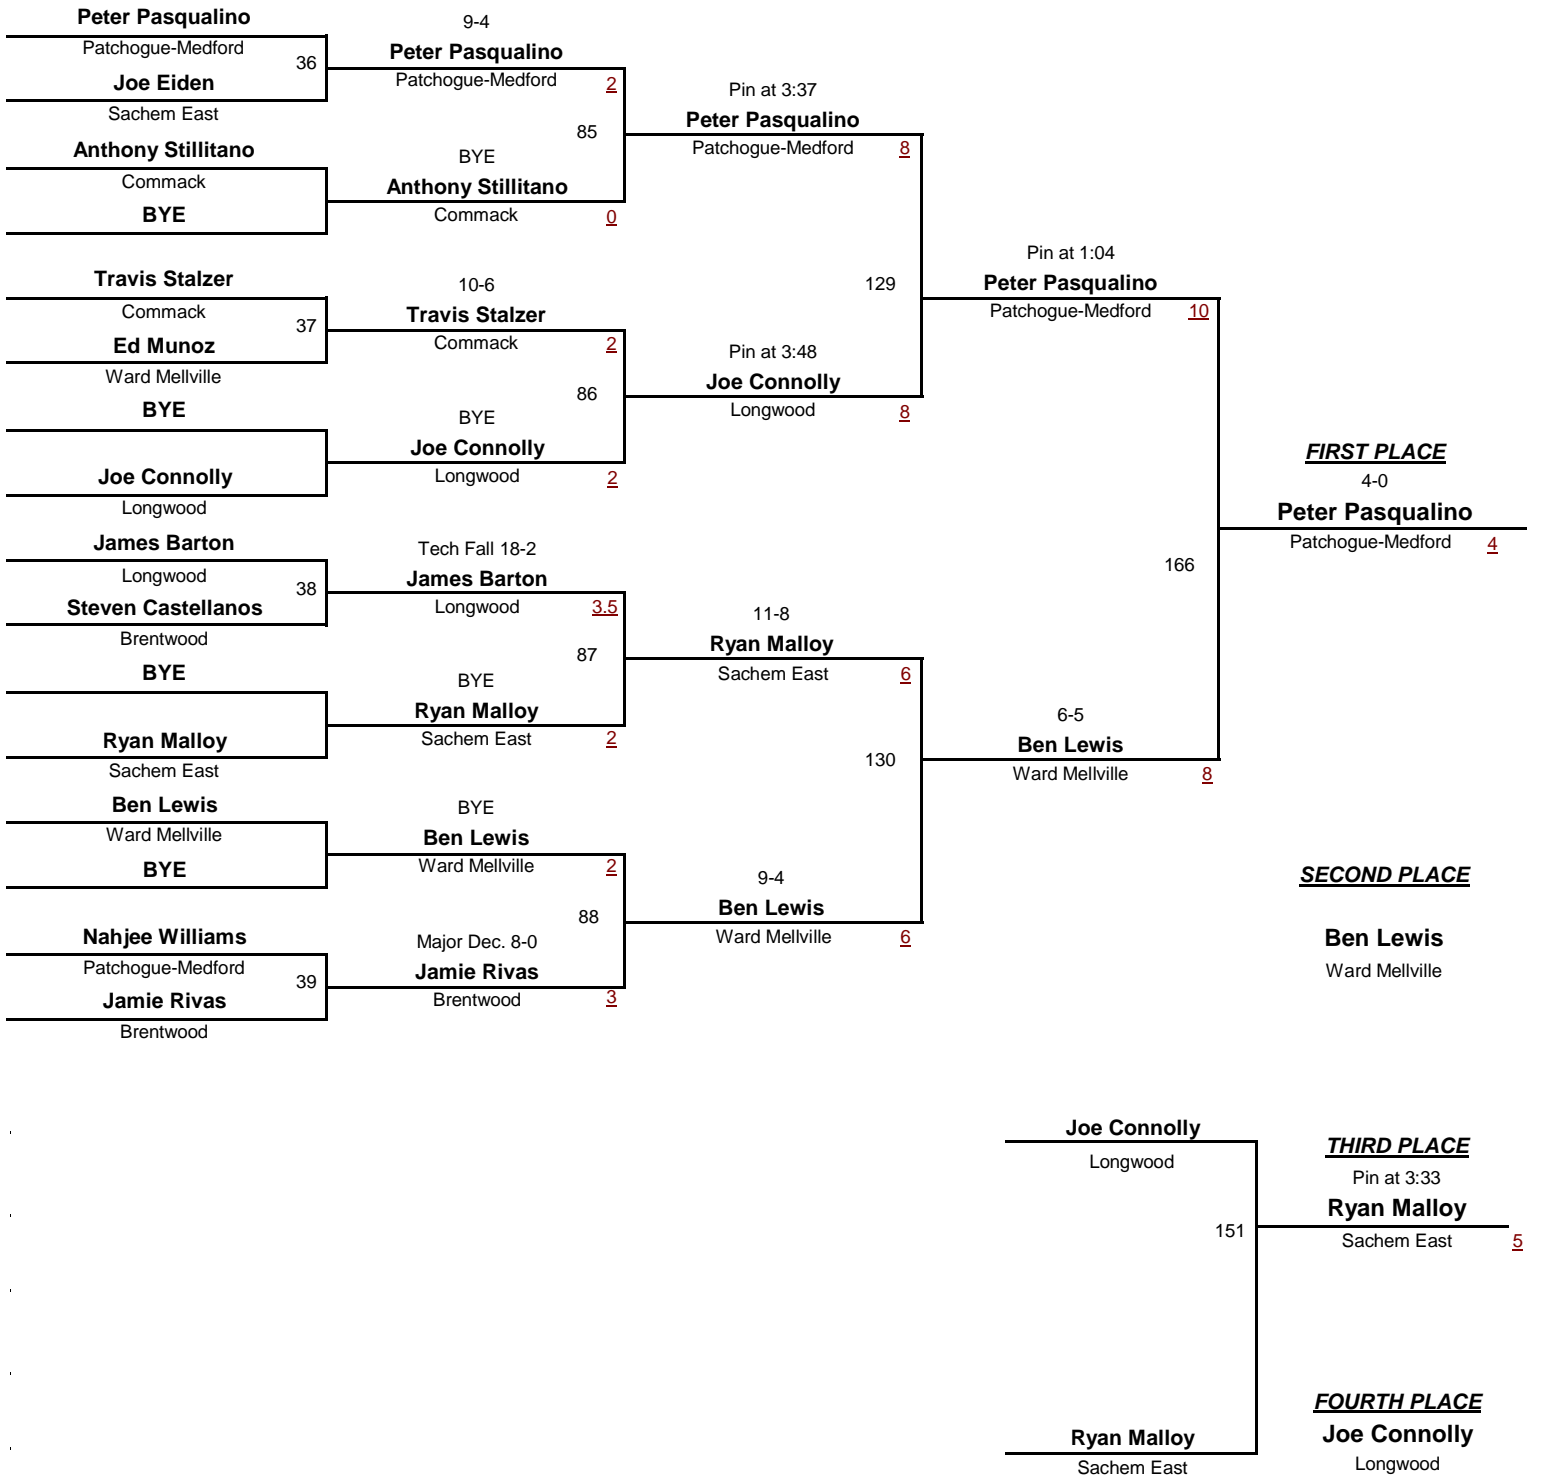 Peter Pasqualino
Patchogue-Medford
36
Joe Eiden
Sachem East
Anthony Stillitano
Commack
BYE
Travis Stalzer
Commack
37
Ed Munoz
Ward Mellville
BYE
Joe Connolly
Longwood
James Barton
Longwood
38
Steven Castellanos
Brentwood
BYE
Ryan Malloy
Sachem East
Ben Lewis
Ward Mellville
BYE
Nahjee Williams
Patchogue-Medford
39
Jamie Rivas
Brentwood
9-4
Peter Pasqualino
Patchogue-Medford 2
85
BYE
Anthony Stillitano
Commack 0
10-6
Travis Stalzer
Commack 2
86
BYE
Joe Connolly
Longwood 2
Tech Fall 18-2
James Barton
Longwood 3.5
87
BYE
Ryan Malloy
Sachem East 2
BYE
Ben Lewis
Ward Mellville 2
88
Major Dec. 8-0
Jamie Rivas
Brentwood 3
Pin at 3:37
Peter Pasqualino
Patchogue-Medford 8
129
Pin at 3:48
Joe Connolly
Longwood 8
11-8
Ryan Malloy
Sachem East 6
130
9-4
Ben Lewis
Ward Mellville 6
Pin at 1:04
Peter Pasqualino
Patchogue-Medford 10
166
6-5
Ben Lewis
Ward Mellville 8
FIRST PLACE
4-0
Peter Pasqualino
Patchogue-Medford 4
SECOND PLACE
Ben Lewis
Ward Mellville
Joe Connolly
Longwood
151
Ryan Malloy
Sachem East
THIRD PLACE
Pin at 3:33
Ryan Malloy
Sachem East 5
FOURTH PLACE
Joe Connolly
Longwood